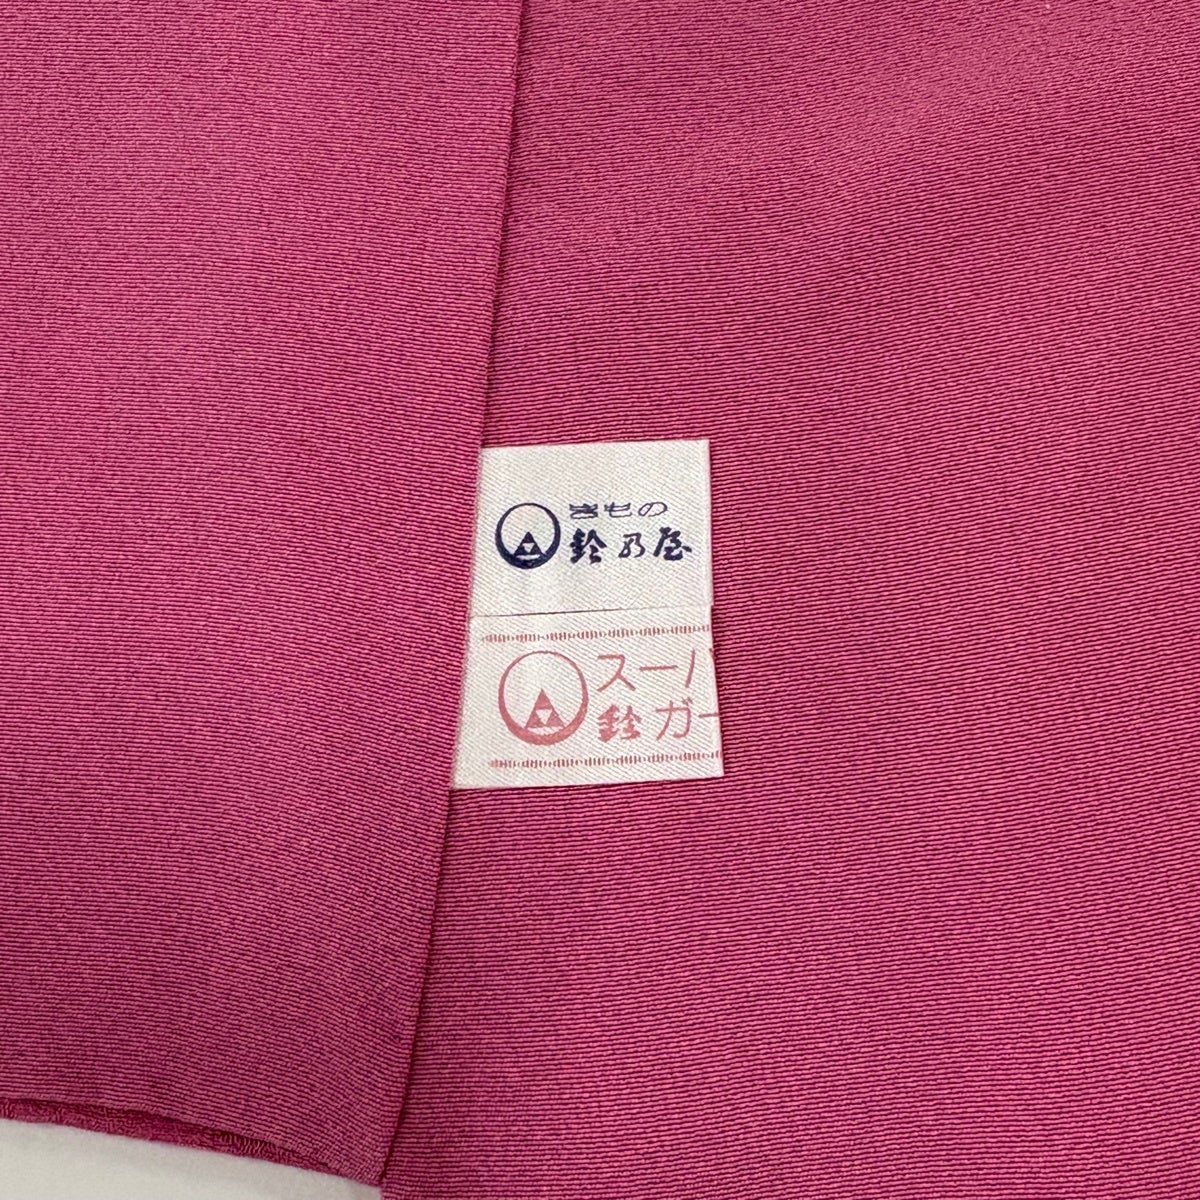 きもの
鈴乃屋
スーパ
鈴ガー